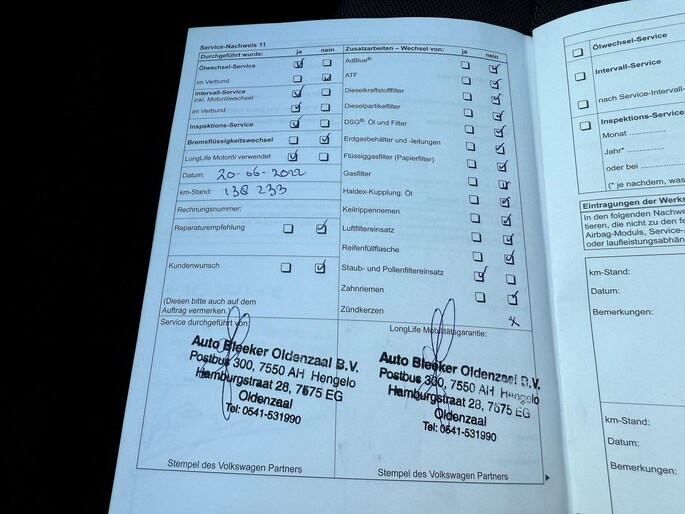 Service-Nachweis 11
Durchgeführt wurde: ja nein
Ölwechsel-Service
im Verbund
Intervall-Service
inkl. Motorölwechsel
im Verbund
Inspektions-Service
Bremsflüssigkeitswechsel
LongLife Motoröl verwendet
Datum: 20-06-2022
km-Stand: 138 233
Rechnungsnummer:
Reparaturempfehlung
Kundenwunsch
(Diesen bitte auch auf dem
Auftrag vermerken.)
Service durchgeführt von:
Auto Bleeker Oldenzaal B.V.
Postbus 300, 7550 AH Hengelo
Hamburgstraat 28, 7575 EG
Oldenzaal
Tel: 0541-531990
Stempel des Volkswagen Partners
Zusatzarbeiten – Wechsel von: ja nein
AdBlue®
ATF
Dieselkraftstofffilter
Dieselpartikelfilter
DSG®: Öl und Filter
Erdgasbehälter und -leitungen
Flüssiggasfilter (Papierfilter)
Gasfilter
Haldex-Kupplung: Öl
Keilrippenriemen
Luftfiltereinsatz
Reifenfüllflasche
Staub- und Pollenfiltereinsatz
Zahnriemen
Zündkerzen
LongLife Mobilitätsgarantie:
Auto Bleeker Oldenzaal B.V.
Postbus 300, 7550 AH Hengelo
Hamburgstraat 28, 7575 EG
Oldenzaal
Tel: 0541-531990
Stempel des Volkswagen Partners
Ölwechsel-Service
Intervall-Service
nach Service-Intervall-
Inspektions-Service
Monat ..............
Jahr* ..............
oder bei ...........
(* je nachdem, was
Eintragungen der Werks
In den folgenden Nachwe
tieren, die nicht zu den fe
Airbag-Moduls, Service-
oder laufleistungsabhän
km-Stand:
Datum:
Bemerkungen:
km-Stand:
Datum:
Bemerkungen: